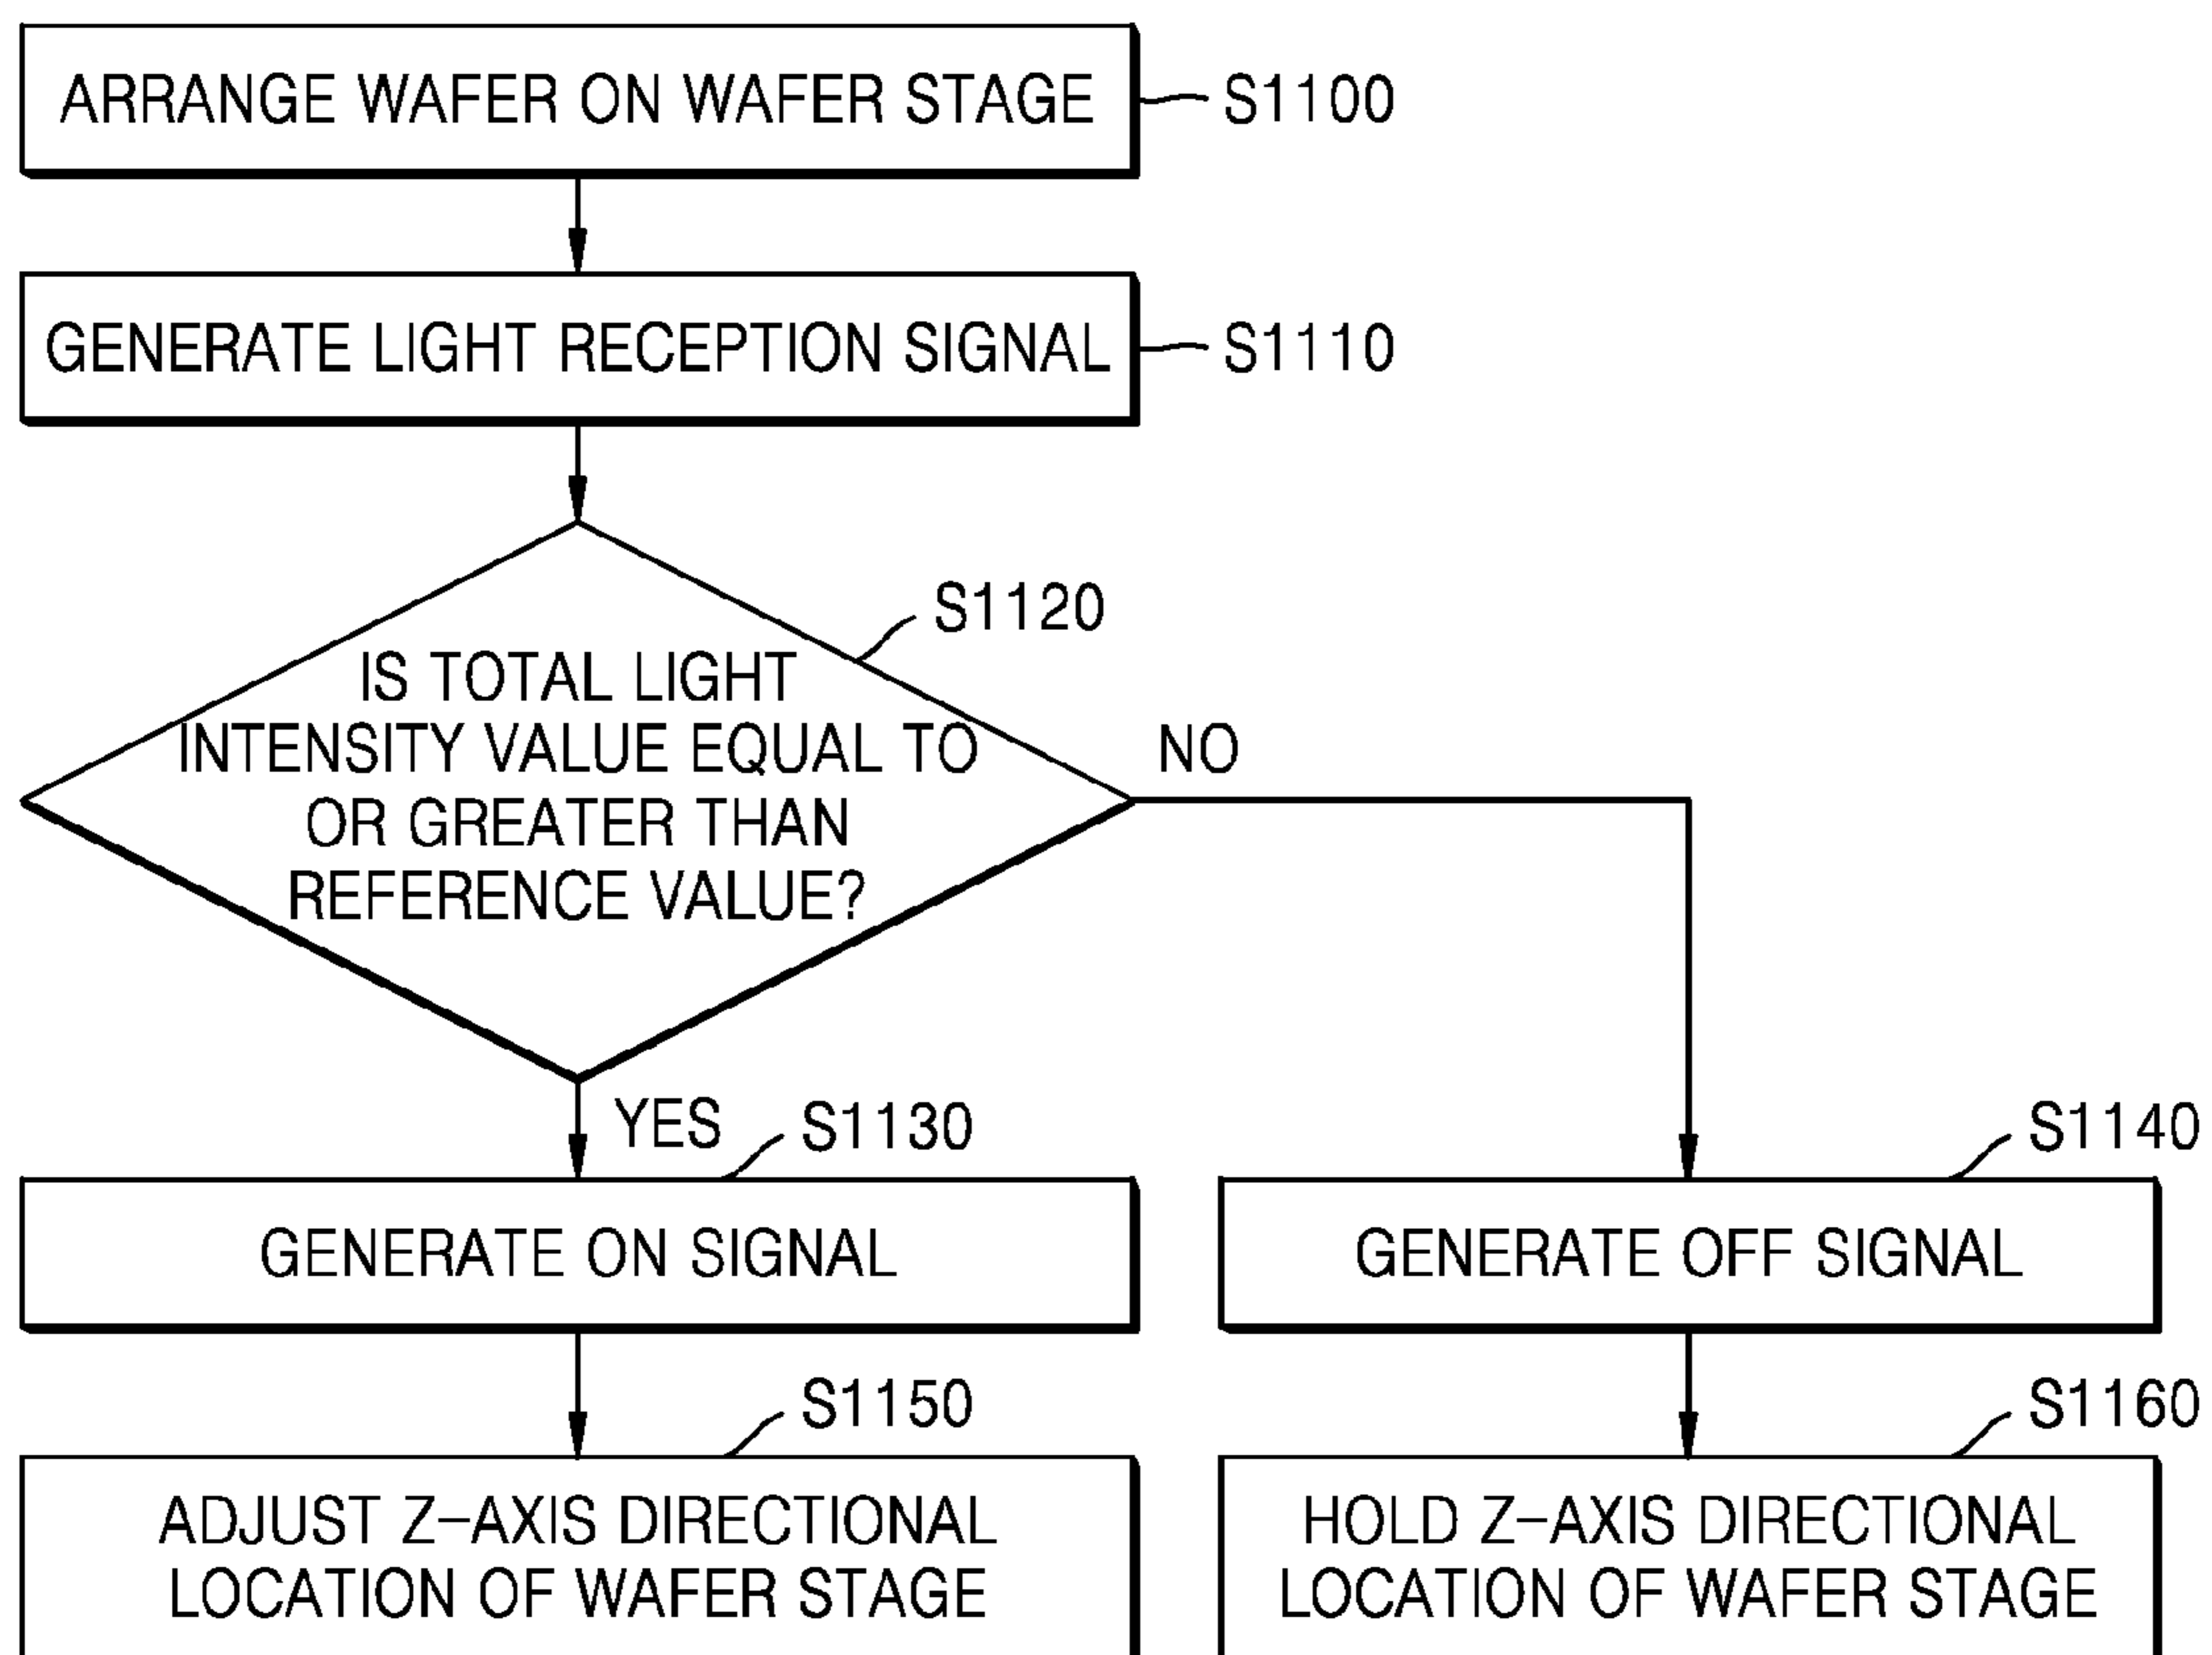 ARRANGE WAFER ON WAFER STAGE
S1100
GENERATE LIGHT RECEPTION SIGNAL
S1110
S1120
IS TOTAL LIGHT
INTENSITY VALUE EQUAL TO
OR GREATER THAN
REFERENCE VALUE?
NO
YES
S1130
S1140
GENERATE ON SIGNAL
GENERATE OFF SIGNAL
S1150
S1160
ADJUST Z-AXIS DIRECTIONAL
LOCATION OF WAFER STAGE
HOLD Z-AXIS DIRECTIONAL
LOCATION OF WAFER STAGE